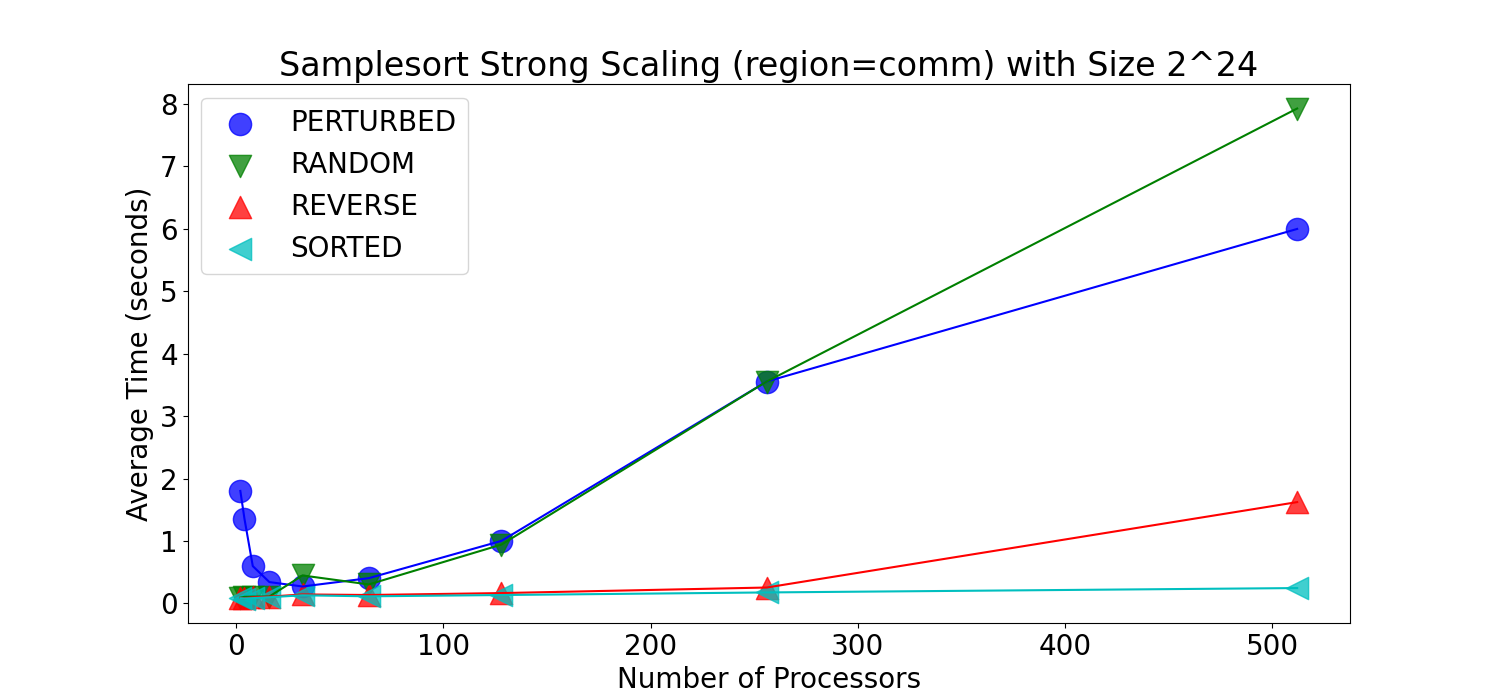 Samplesort Strong Scaling (region=comm) with Size 2^24
PERTURBED
RANDOM
REVERSE
SORTED
Average Time (seconds)
8
7
6
5
4
3
2
1
0
0 100 200 300 400 500
Number of Processors